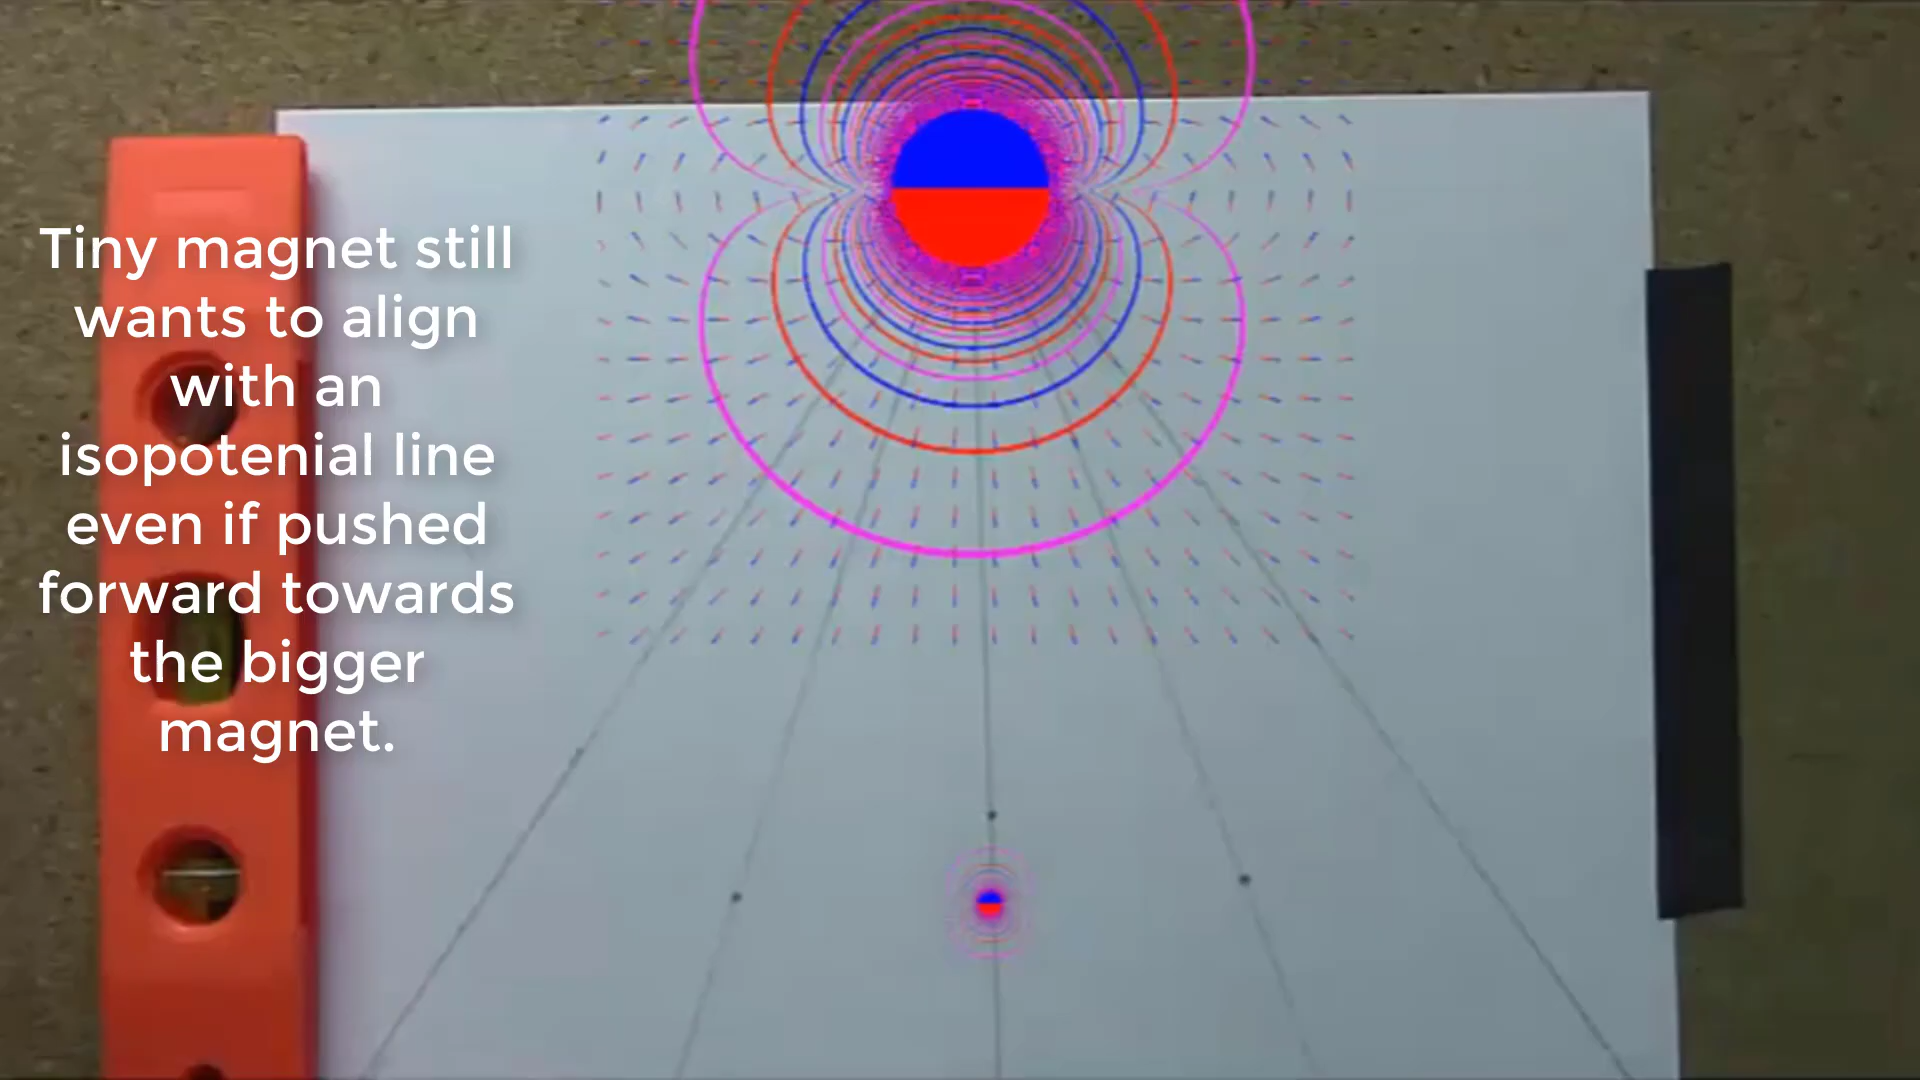 Tiny magnet still
wants to align
with an
isopotenial line
even if pushed
forward towards
the bigger
magnet.